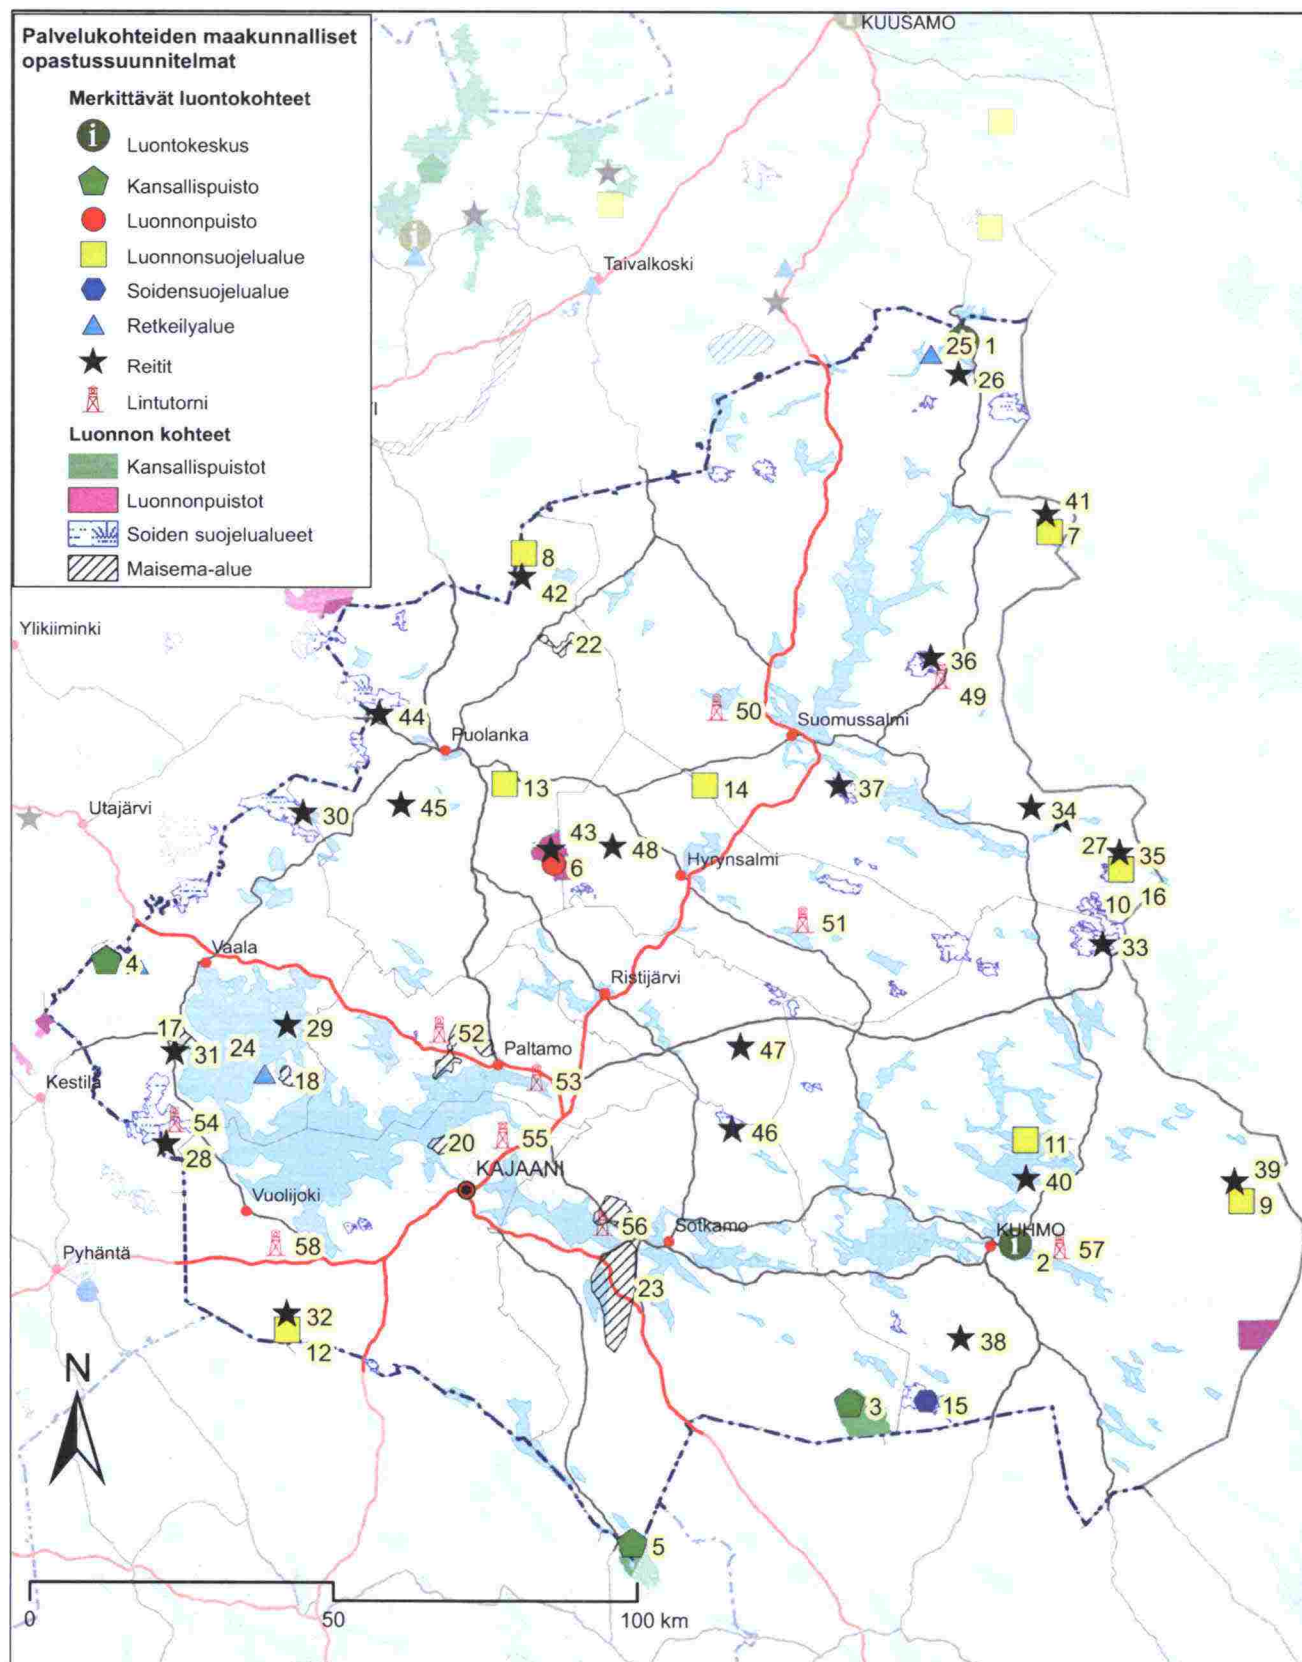 Palvelukohteiden maakunnalliset
opastussuunnitelmat
Merkittävät luontokohteet
i Luontokeskus
Kansallispuisto
Luonnonpuisto
Luonnonsuojelualue
Soidensuojelualue
Retkeilyalue
Reitit
Lintutorni
Luonnon kohteet
Kansallispuistot
Luonnonpuistot
Soiden suojelualueet
Maisema-alue
KUUSAMO
i
Taivalkoski
25 1
26
41
7
8
42
Ylikiiminki
22
36
49
44
50
Suomussalmi
Puolanka
13
14
37
Utajärvi
30
45
34
43
48
27 35
6
Hyrynsalmi
10 16
51
33
4
Vaala
Ristijärvi
17
29
52
31
24
47
Paltamo
Kestilä
18
53
54
20
55
46
11
28
KAJAANI
40
39
Vuolijoki
9
56
Sotkamo
KUHMO
58
i
2
57
Pyhäntä
23
32
12
38
N
3
15
5
0
50
100 km